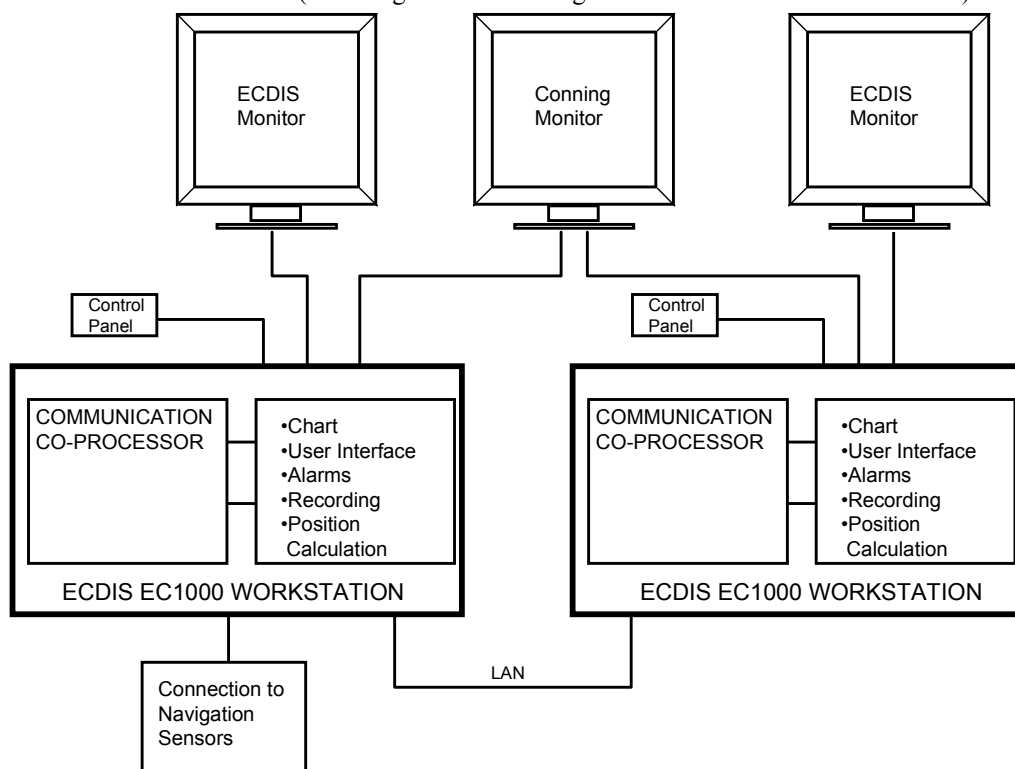 ECDIS
Monitor
Conning
Monitor
ECDIS
Monitor
Control
Panel
Control
Panel
COMMUNICATION
CO-PROCESSOR
•Chart
•User Interface
•Alarms
•Recording
•Position
Calculation
ECDIS EC1000 WORKSTATION
COMMUNICATION
CO-PROCESSOR
•Chart
•User Interface
•Alarms
•Recording
•Position
Calculation
ECDIS EC1000 WORKSTATION
LAN
Connection to
Navigation
Sensors